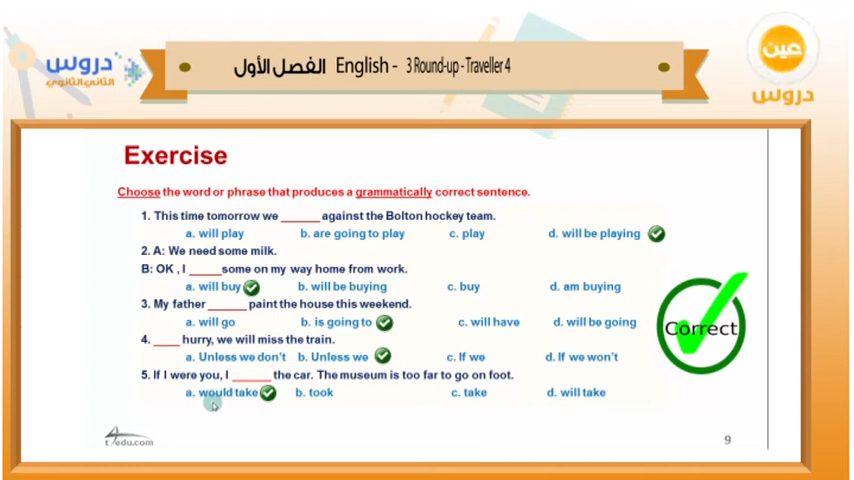 دروس
الثاني الثانوي
الفصل الأول English - 3 Round-up - Traveller 4
عين
دروس
Exercise
Choose the word or phrase that produces a grammatically correct sentence.
1. This time tomorrow we ______ against the Bolton hockey team.
a. will play b. are going to play c. play d. will be playing
2. A: We need some milk.
B: OK , I _____some on my way home from work.
a. will buy b. will be buying c. buy d. am buying
3. My father ______ paint the house this weekend.
a. will go b. is going to c. will have d. will be going
4. ____ hurry, we will miss the train.
a. Unless we don't b. Unless we c. If we d. If we won't
5. If I were you, I ______ the car. The museum is too far to go on foot.
a. would take b. took c. take d. will take
Correct
t4edu.com
9